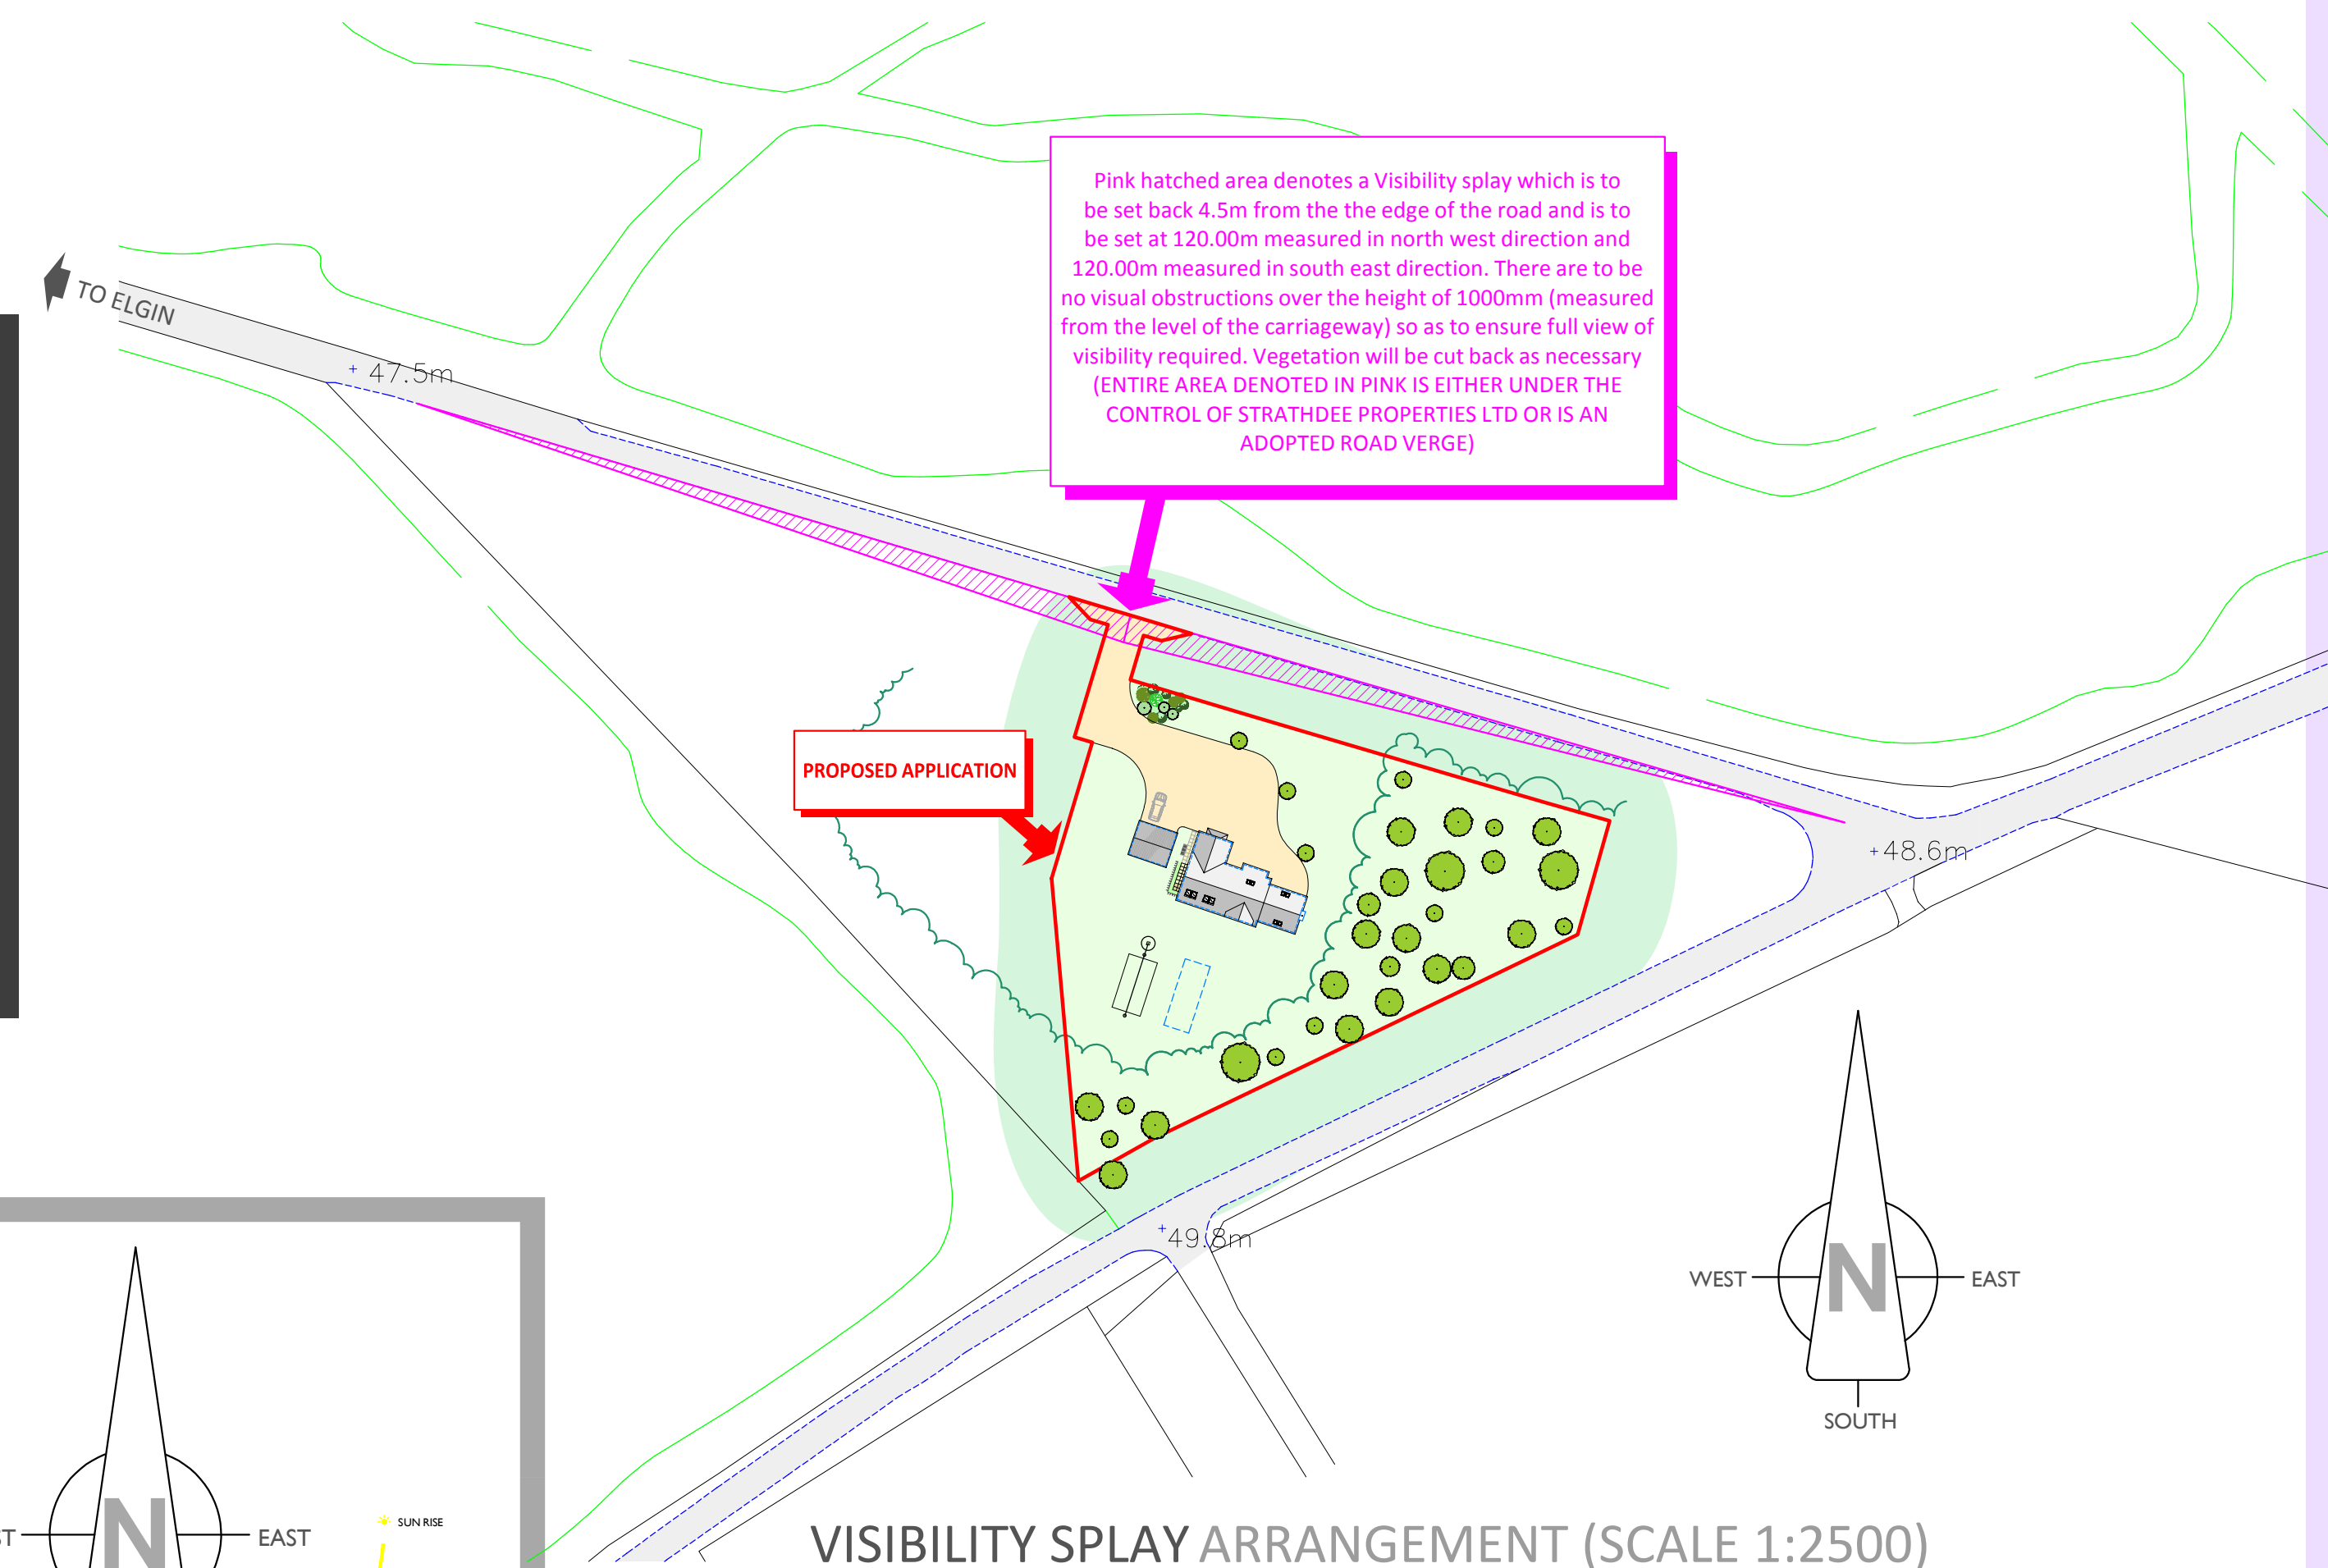 Pink hatched area denotes a Visibility splay which is to
be set back 4.5m from the the edge of the road and is to
be set at 120.00m measured in north west direction and
120.00m measured in south east direction. There are to be
no visual obstructions over the height of 1000mm (measured
from the level of the carriageway) so as to ensure full view of
visibility required. Vegetation will be cut back as necessary
(ENTIRE AREA DENOTED IN PINK IS EITHER UNDER THE
CONTROL OF STRATHDEE PROPERTIES LTD OR IS AN
ADOPTED ROAD VERGE)
TO ELGIN
47.5m
PROPOSED APPLICATION
48.6m
49.8m
WEST
N
EAST
SOUTH
SUN RISE
ST
N
EAST
VISIBILITY SPLAY ARRANGEMENT (SCALE 1:2500)